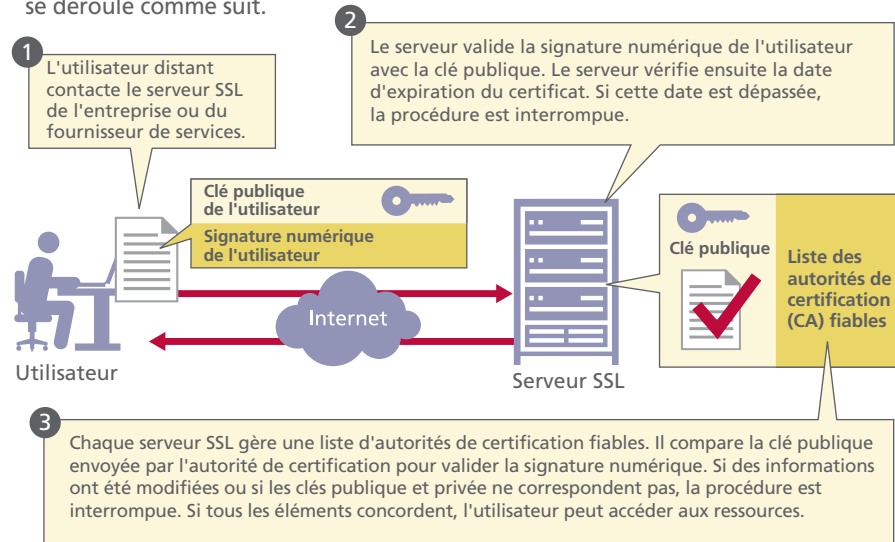 se déroule comme suit.
1
L'utilisateur distant
contacte le serveur SSL
de l'entreprise ou du
fournisseur de services.
2
Le serveur valide la signature numérique de l'utilisateur
avec la clé publique. Le serveur vérifie ensuite la date
d'expiration du certificat. Si cette date est dépassée,
la procédure est interrompue.
Clé publique
de l'utilisateur
Signature numérique
de l'utilisateur
Internet
Utilisateur
Serveur SSL
Clé publique
Liste des
autorités de
certification
(CA) fiables
3
Chaque serveur SSL gère une liste d'autorités de certification fiables. Il compare la clé publique
envoyée par l'autorité de certification pour valider la signature numérique. Si des informations
ont été modifiées ou si les clés publique et privée ne correspondent pas, la procédure est
interrompue. Si tous les éléments concordent, l'utilisateur peut accéder aux ressources.